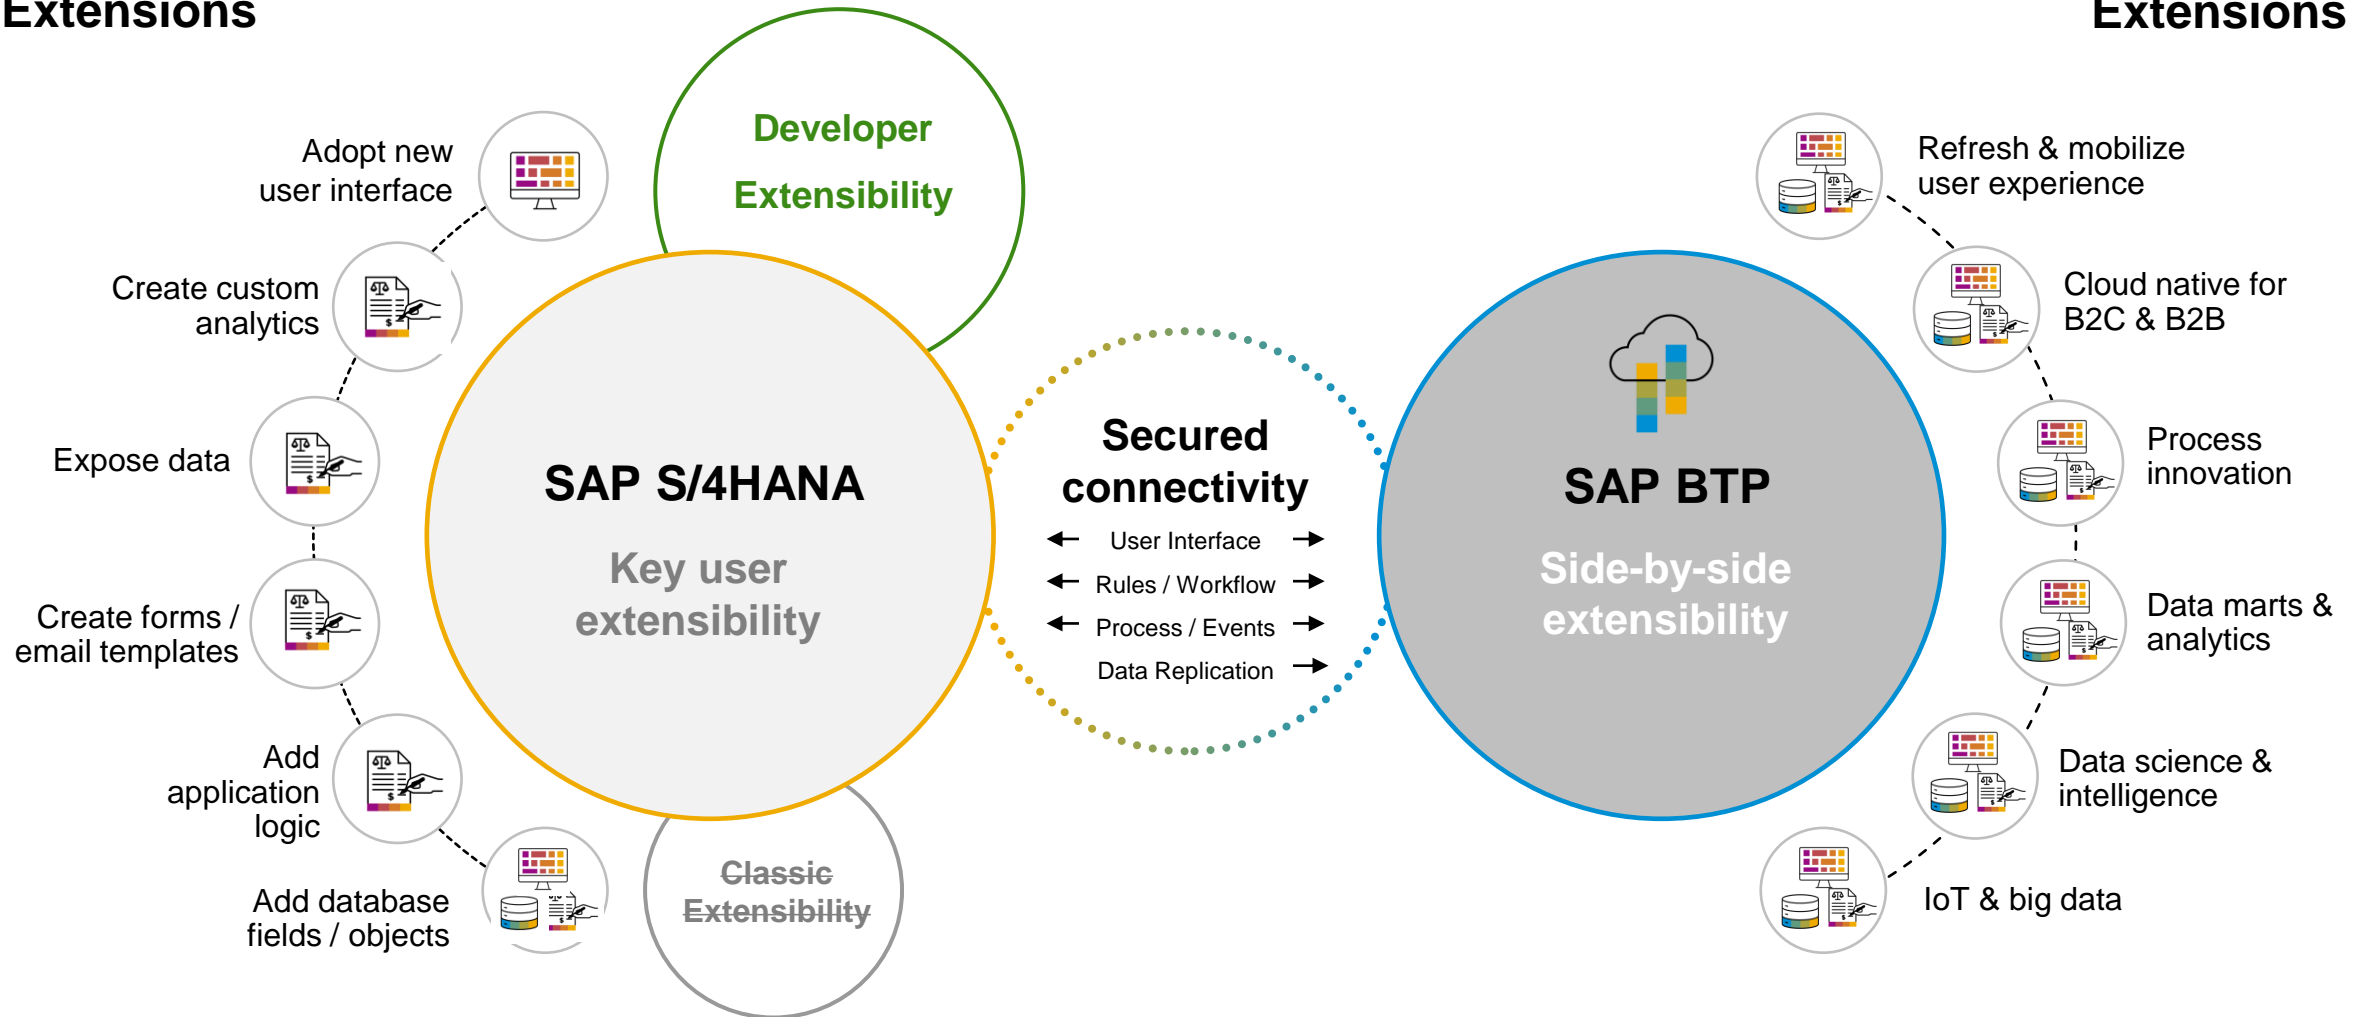 Extensions
Extensions
Developer
Extensibility
Adopt new
user interface
Create custom
analytics
Expose data
Create forms /
email templates
Add
application
logic
Add database
fields / objects
SAP S/4HANA
Key user
extensibility
Classic
Extensibility
Secured
connectivity
User Interface
Rules / Workflow
Process / Events
Data Replication
SAP BTP
Side-by-side
extensibility
Refresh & mobilize
user experience
Cloud native for
B2C & B2B
Process
innovation
Data marts &
analytics
Data science &
intelligence
IoT & big data